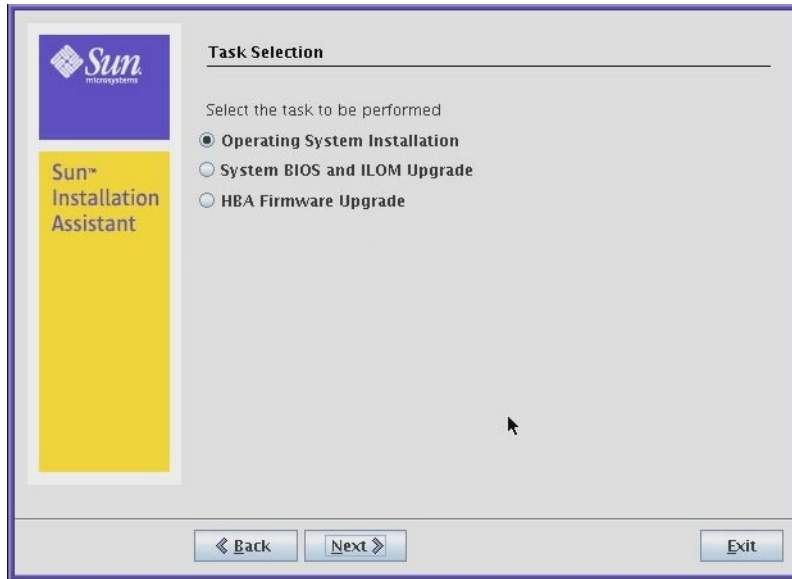 Sun
microsystems
Sun™
Installation
Assistant
Task Selection
Select the task to be performed
Operating System Installation
System BIOS and ILOM Upgrade
HBA Firmware Upgrade
Back
Next
Exit